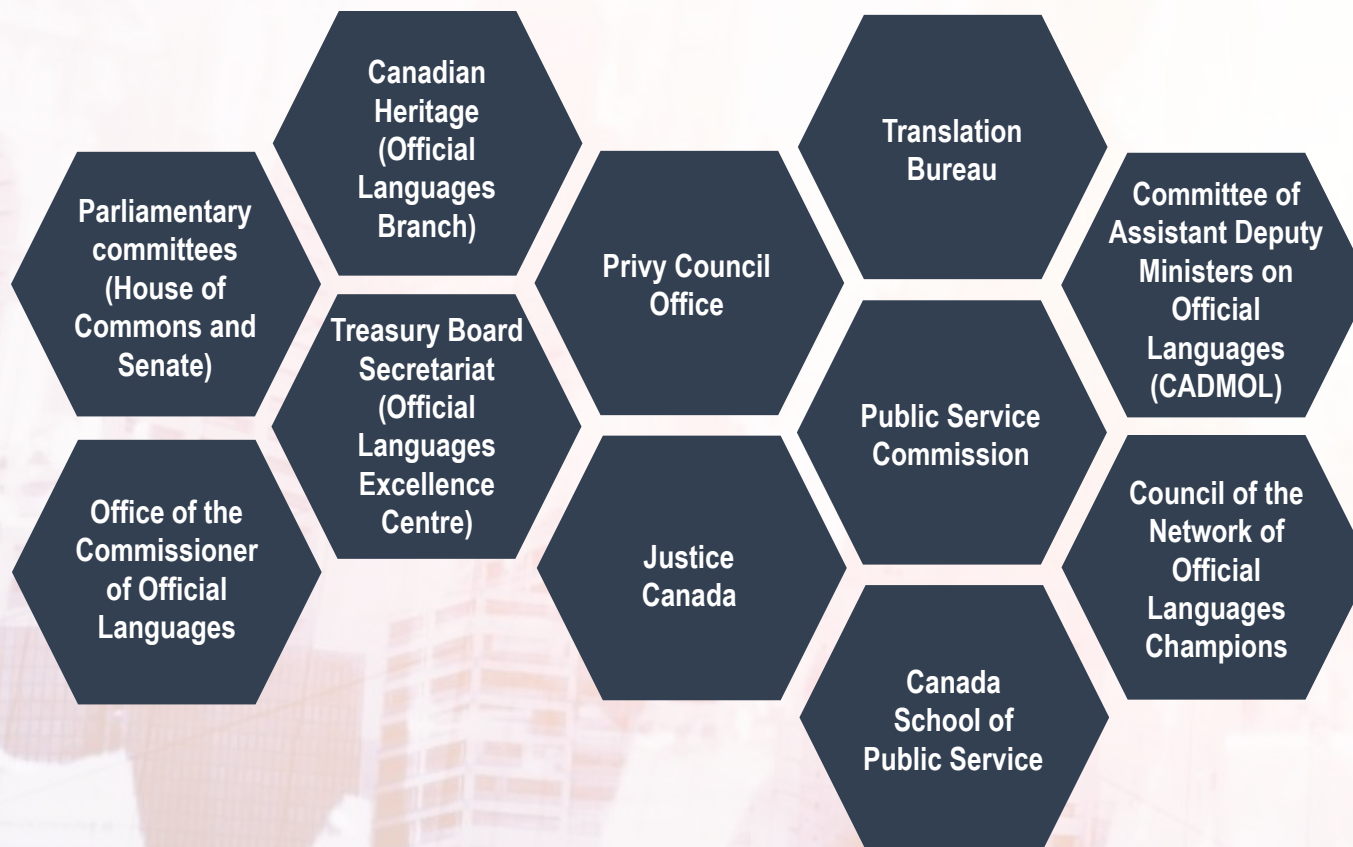 Parliamentary
committees
(House of
Commons and
Senate)
Office of the
Commissioner
of Official
Languages
Canadian
Heritage
(Official
Languages
Branch)
Treasury Board
Secretariat
(Official
Languages
Excellence
Centre)
Privy Council
Office
Justice
Canada
Translation
Bureau
Public Service
Commission
Canada
School of
Public Service
Committee of
Assistant Deputy
Ministers on
Official
Languages
(CADMOL)
Council of the
Network of
Official
Languages
Champions